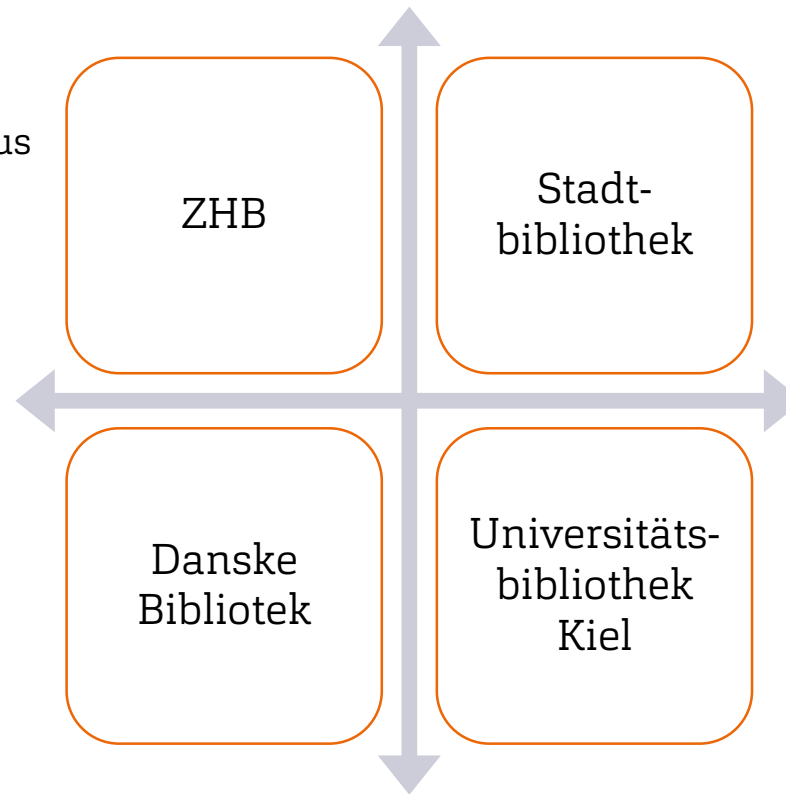 ZHB
Stadt-
bibliothek
Danske
Bibliotek
Universitäts-
bibliothek
Kiel